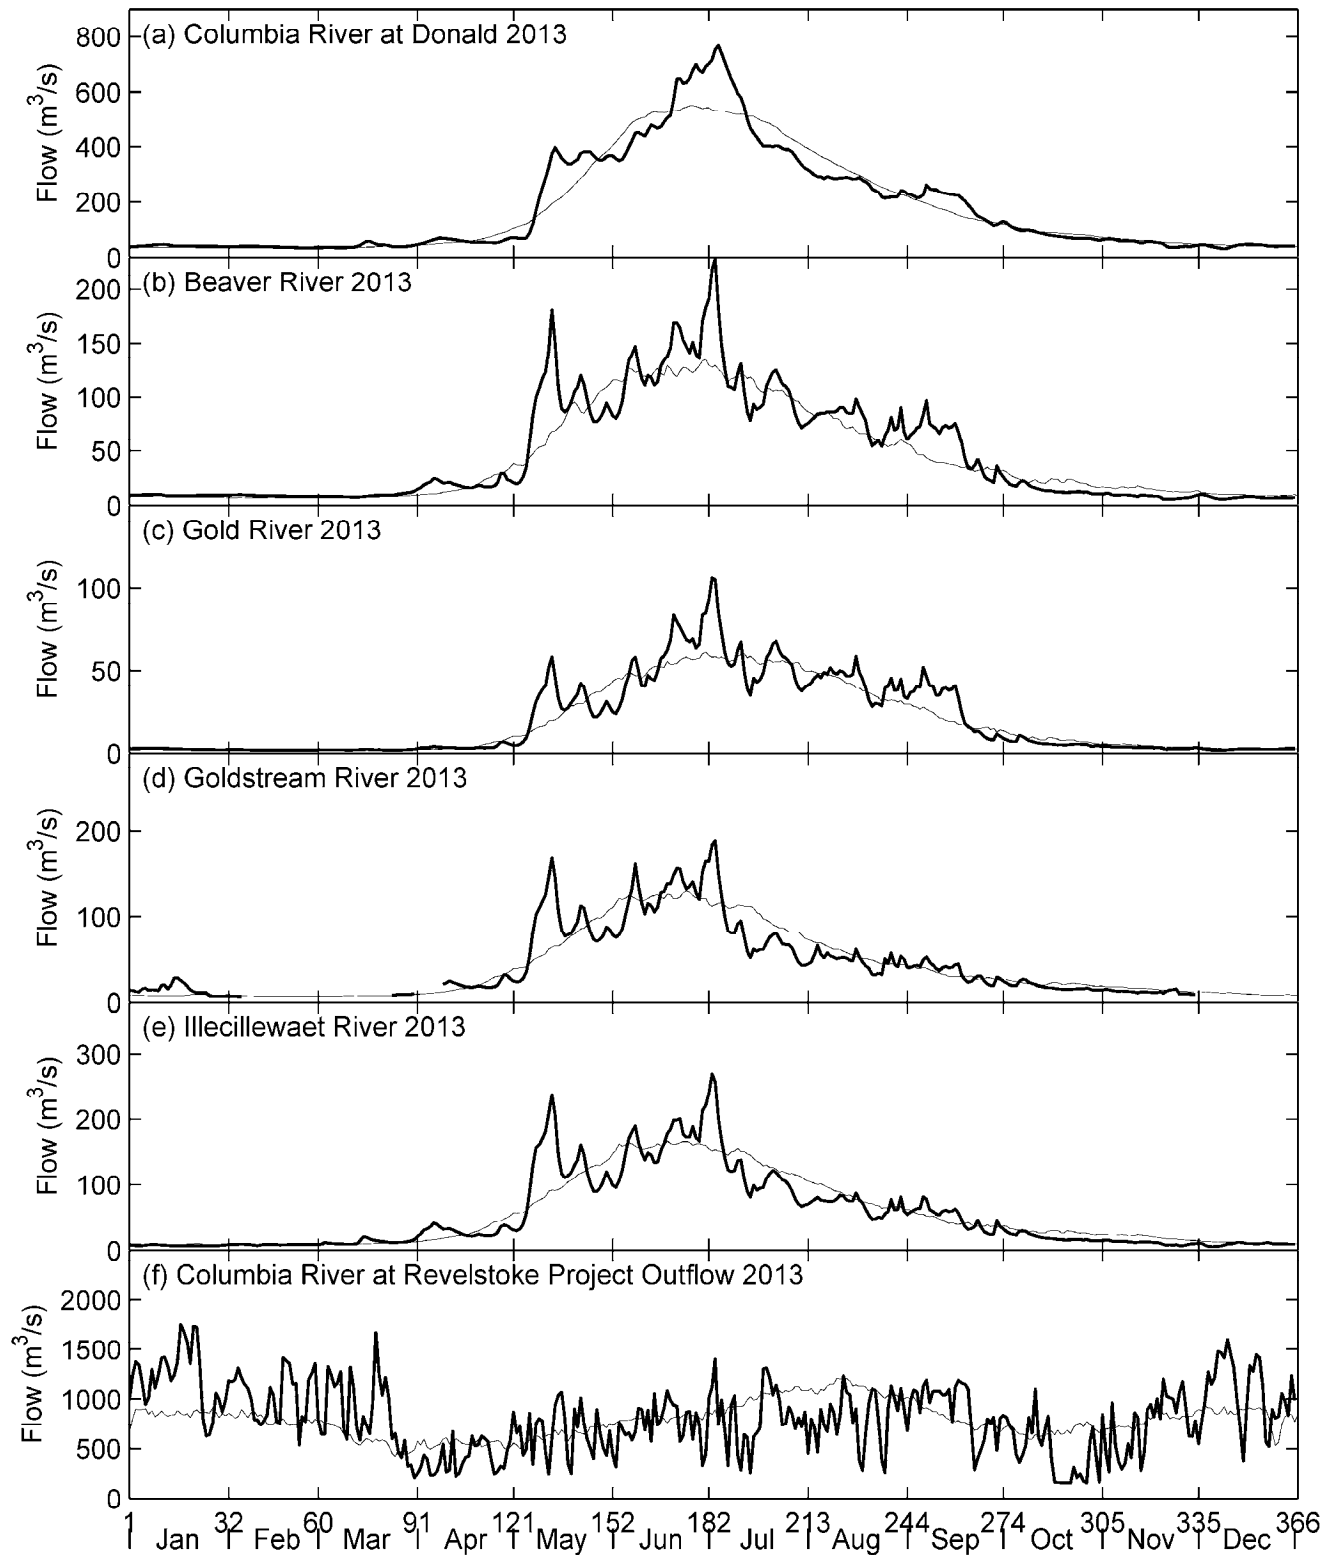 (a) Columbia River at Donald 2013
Flow (m³/s)
800
600
400
200
0
(b) Beaver River 2013
Flow (m³/s)
200
150
100
50
0
(c) Gold River 2013
Flow (m³/s)
100
50
0
(d) Goldstream River 2013
Flow (m³/s)
200
100
0
(e) Illecillewaet River 2013
Flow (m³/s)
300
200
100
0
(f) Columbia River at Revelstoke Project Outflow 2013
Flow (m³/s)
2000
1500
1000
500
0
1 32 60 91 121 152 182 213 244 274 305 335 366
Jan Feb Mar Apr May Jun Jul Aug Sep Oct Nov Dec